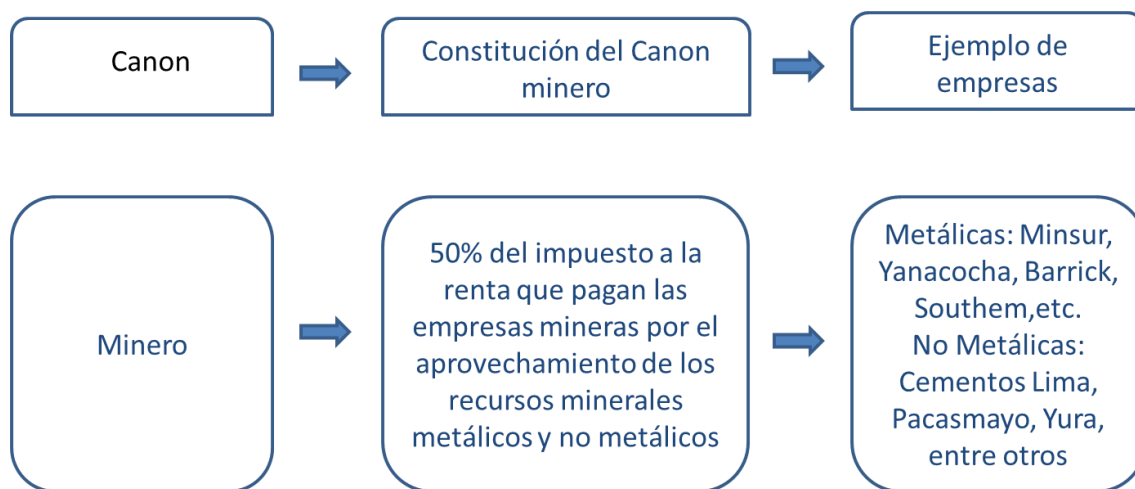 Canon
Constitución del Canon
minero
Ejemplo de
empresas
Minero
50% del impuesto a la
renta que pagan las
empresas mineras por el
aprovechamiento de los
recursos minerales
metálicos y no metálicos
Metálicas: Minsur,
Yanacocha, Barrick,
Southem,etc.
No Metálicas:
Cementos Lima,
Pacasmayo, Yura,
entre otros